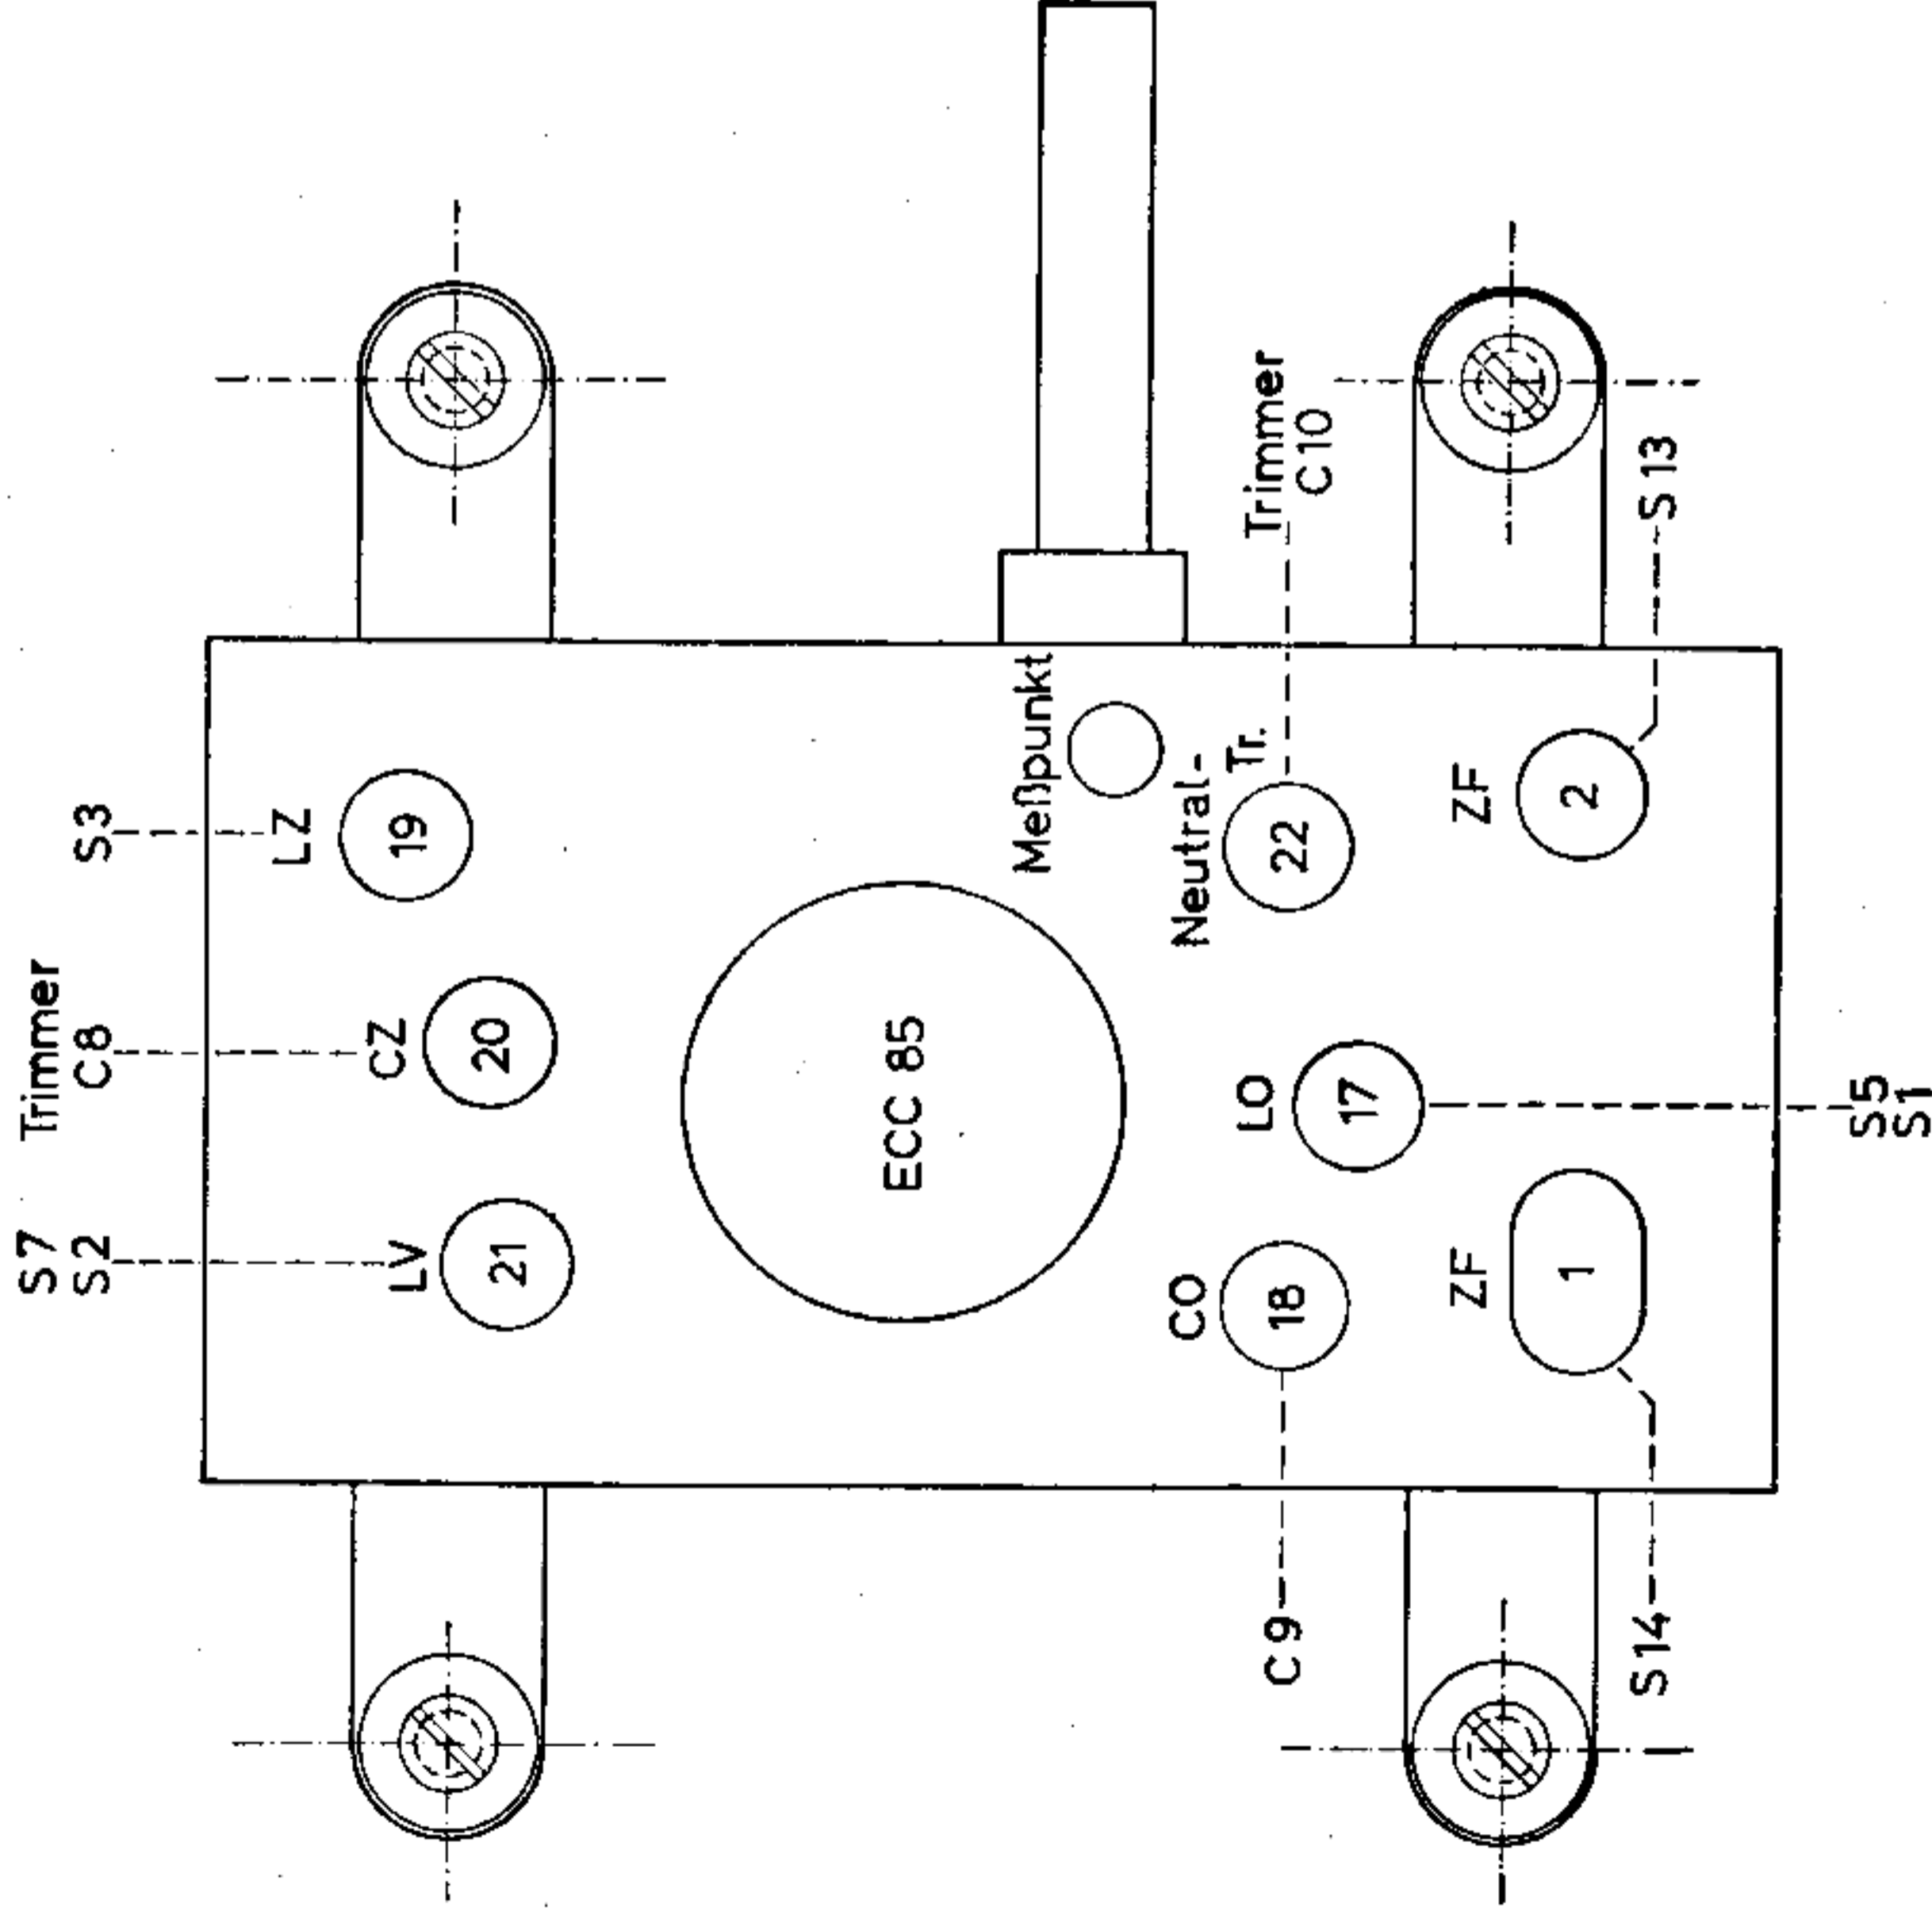 S7
S2
Trimmer
C8
S3
LV
21
CZ
20
LZ
19
ECC 85
Meßpunkt
Neutral-
Tr.
22
Trimmer
C10
CO
18
C9
LO
17
S5
S1
ZF
1
S14
ZF
2
S13